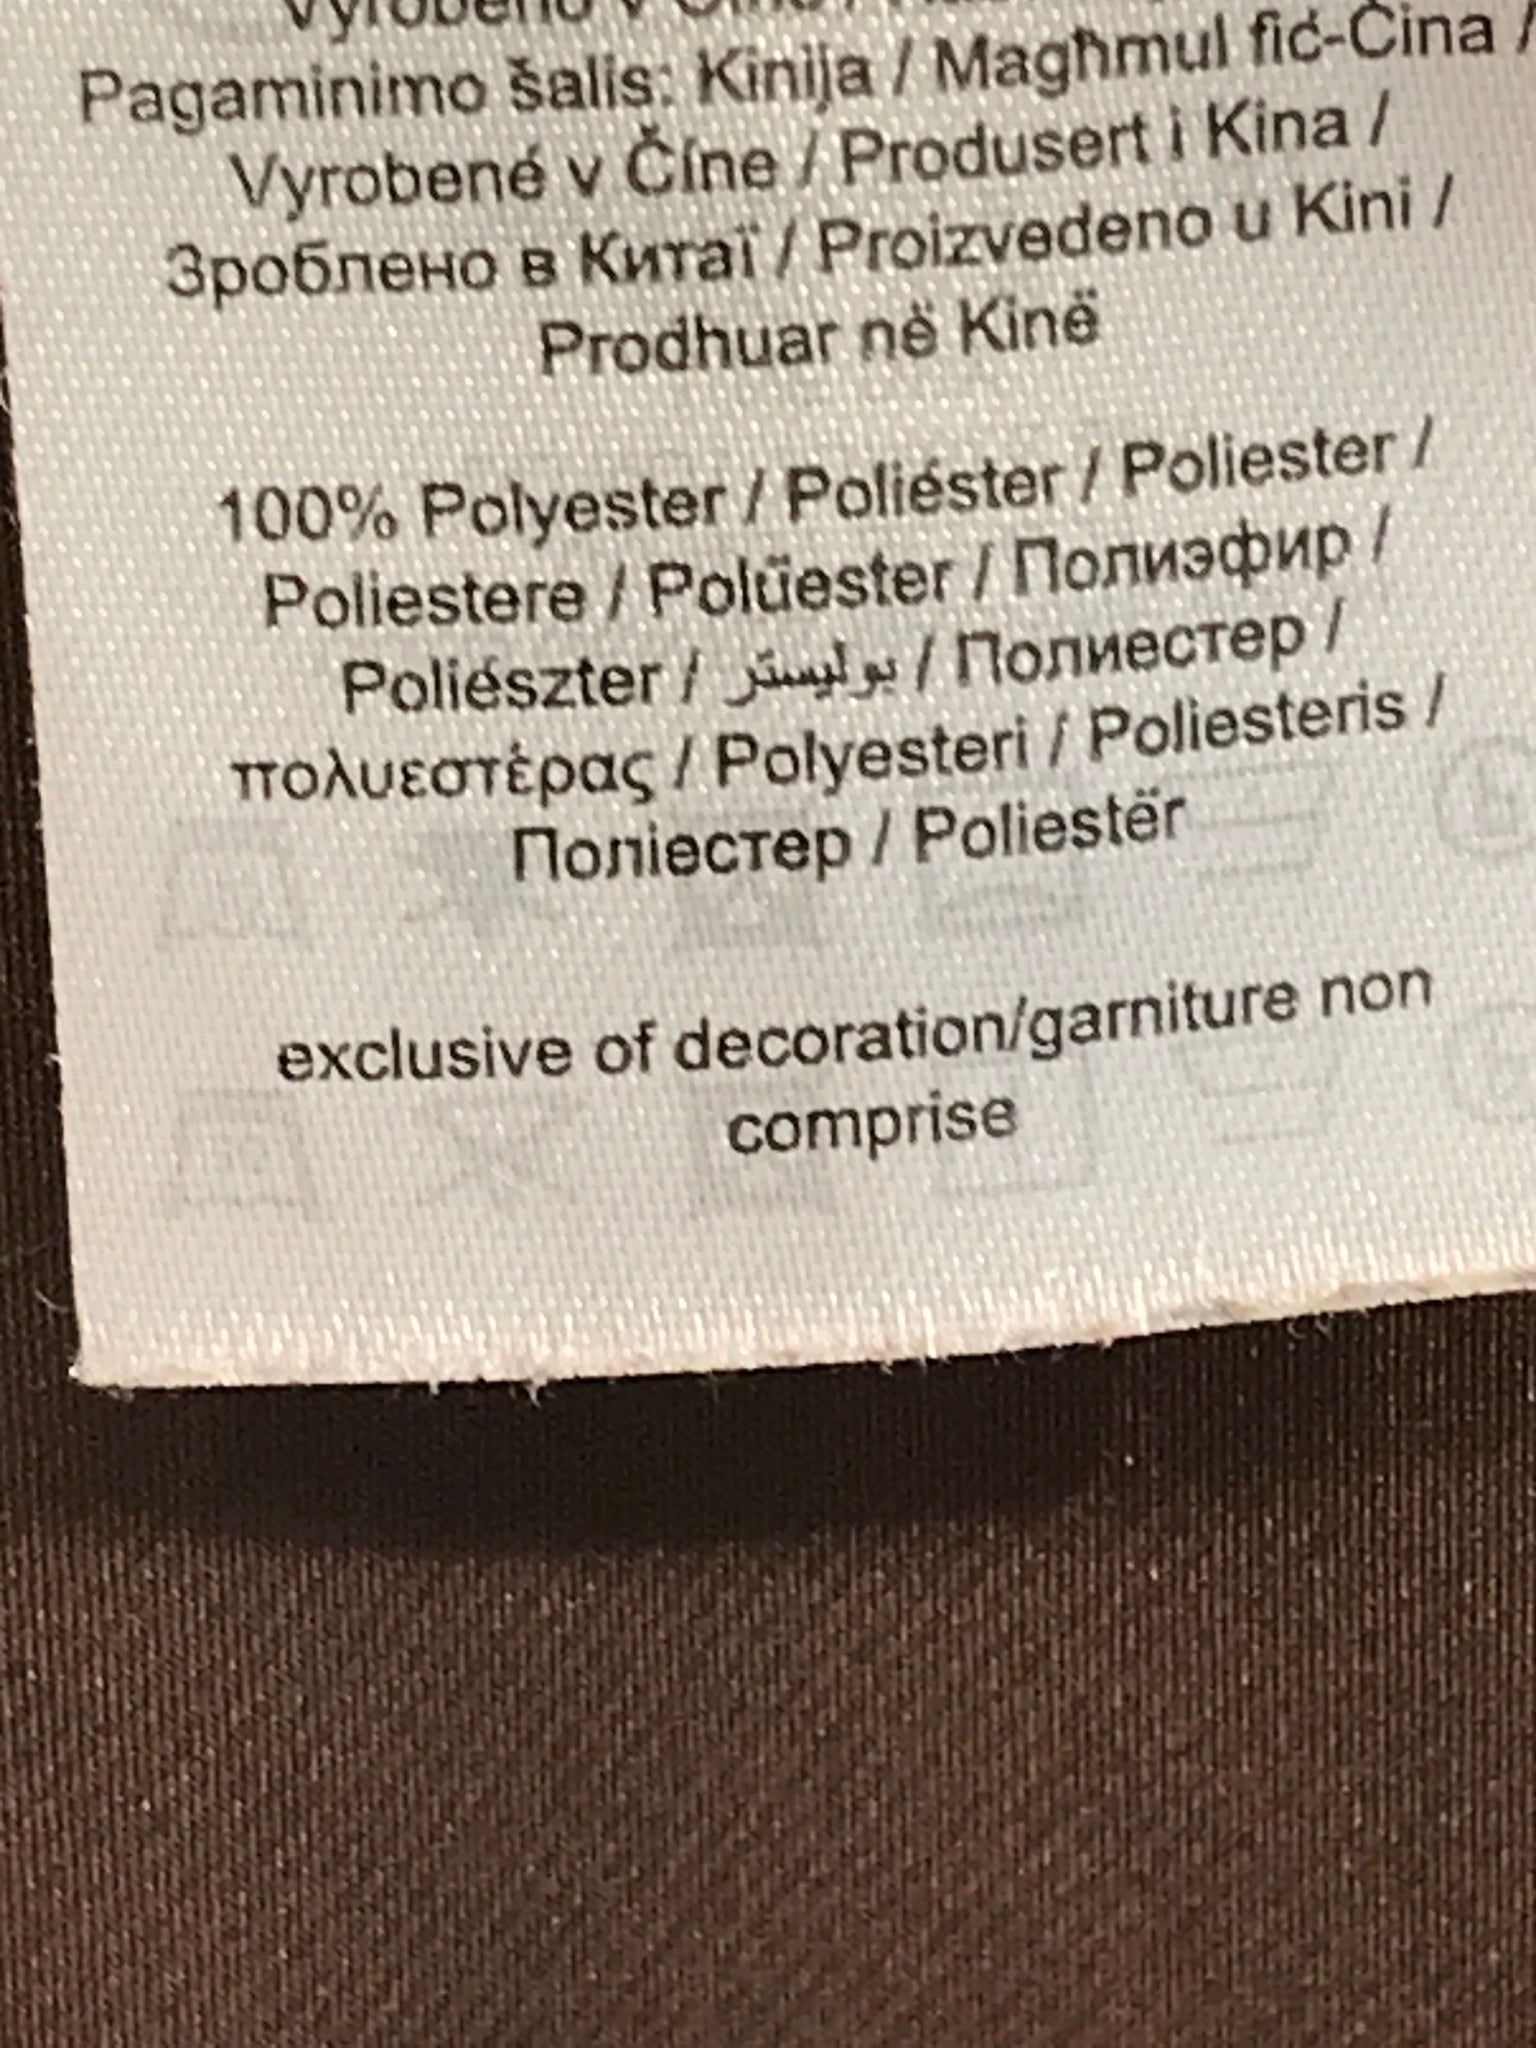 Vyrobeno v
Pagaminimo šalis: Kinija / Magħmul fiċ-Ċina /
Vyrobené v Číne / Produsert i Kina /
Зроблено в Китаї / Proizvedeno u Kini /
Prodhuar në Kinë
100% Polyester / Poliéster / Poliester /
Poliestere / Polüester / Полиэфир /
Poliészter / بوليستر / Полиестер /
πολυεστέρας / Polyesteri / Poliesteris /
Поліестер / Poliestër
exclusive of decoration/garniture non
comprise